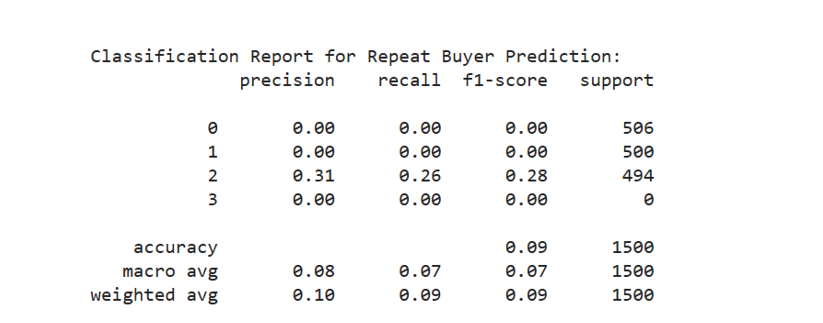 Classification Report for Repeat Buyer Prediction:
precision recall f1-score support
0 0.00 0.00 0.00 506
1 0.00 0.00 0.00 500
2 0.31 0.26 0.28 494
3 0.00 0.00 0.00 0
accuracy 0.09 1500
macro avg 0.08 0.07 0.07 1500
weighted avg 0.10 0.09 0.09 1500